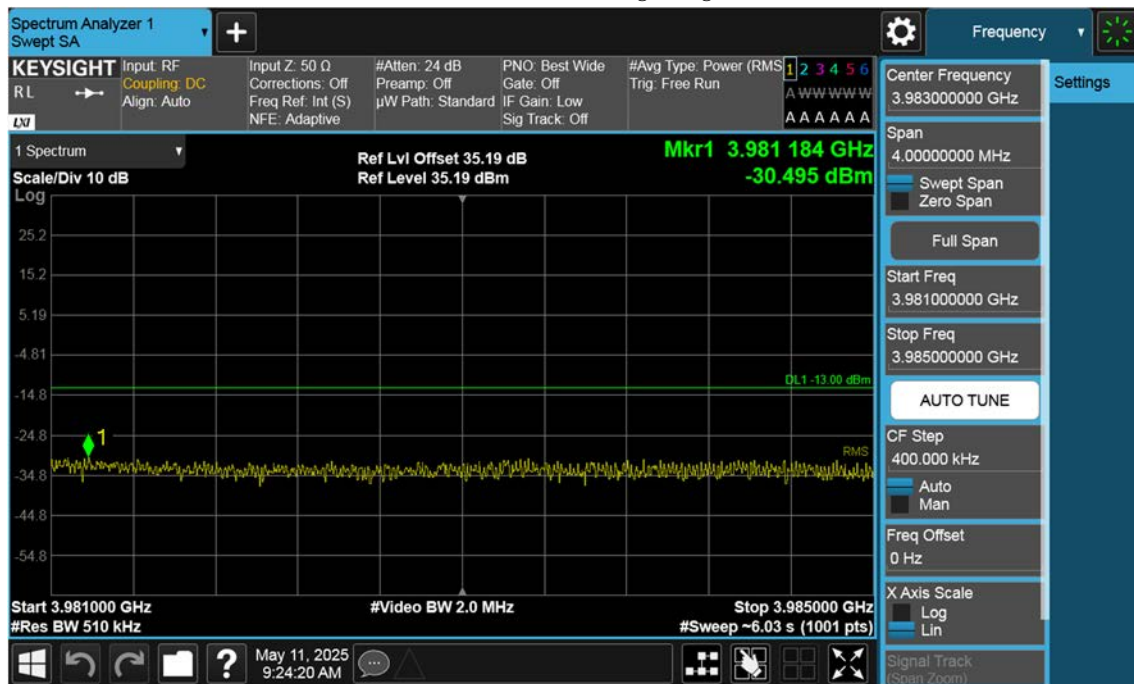 Spectrum Analyzer 1
Swept SA
Frequency
KEYSIGHT
RL
LXI
Input: RF
Coupling: DC
Align: Auto
Input Z: 50 Ω
Corrections: Off
Freq Ref: Int (S)
NFE: Adaptive
#Atten: 24 dB
Preamp: Off
µW Path: Standard
PNO: Best Wide
Gate: Off
IF Gain: Low
Sig Track: Off
#Avg Type: Power (RMS
Trig: Free Run
1 2 3 4 5 6
A W W W W W
A A A A A A
Center Frequency
3.983000000 GHz
Settings
Span
4.00000000 MHz
Swept Span
Zero Span
Full Span
Start Freq
3.981000000 GHz
Stop Freq
3.985000000 GHz
AUTO TUNE
CF Step
400.000 kHz
Auto
Man
Freq Offset
0 Hz
X Axis Scale
Log
Lin
Signal Track
(Span Zoom)
1 Spectrum
Scale/Div 10 dB
Ref Lvl Offset 35.19 dB
Ref Level 35.19 dBm
Mkr1 3.981 184 GHz
-30.495 dBm
Log
25.2
15.2
5.19
-4.81
-14.8
-24.8
-34.8
-44.8
-54.8
DL1 -13.00 dBm
1
RMS
Start 3.981000 GHz
#Res BW 510 kHz
#Video BW 2.0 MHz
Stop 3.985000 GHz
#Sweep ~6.03 s (1001 pts)
?
May 11, 2025
9:24:20 AM